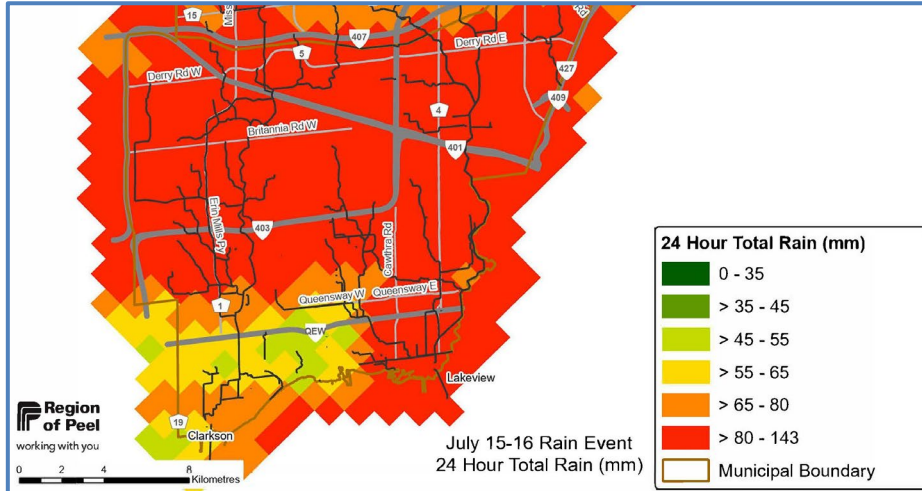 15
Miss
407
5
Derry Rd E
Rd
427
409
Derry Rd W
4
Britannia Rd W
401
Erin Mills Py
403
Cawthra Rd
Queensway W
Queensway E
1
QEW
Lakeview
19
Clarkson
Region
of Peel
working with you
0 2 4 6 8
Kilometres
July 15-16 Rain Event
24 Hour Total Rain (mm)
24 Hour Total Rain (mm)
0 - 35
> 35 - 45
> 45 - 55
> 55 - 65
> 65 - 80
> 80 - 143
Municipal Boundary